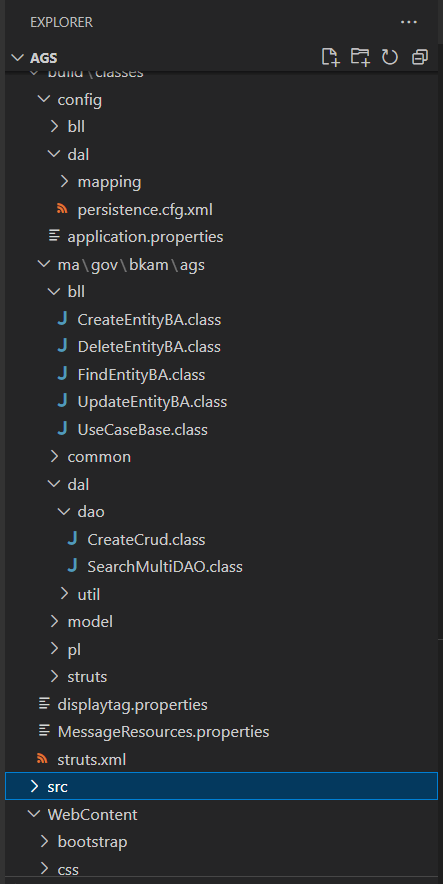 EXPLORER
AGS
build\classes
config
bll
dal
mapping
persistence.cfg.xml
application.properties
ma\gov\bkam\ags
bll
CreateEntityBA.class
DeleteEntityBA.class
FindEntityBA.class
UpdateEntityBA.class
UseCaseBase.class
common
dal
dao
CreateCrud.class
SearchMultiDAO.class
util
model
pl
struts
displaytag.properties
MessageResources.properties
struts.xml
src
WebContent
bootstrap
css